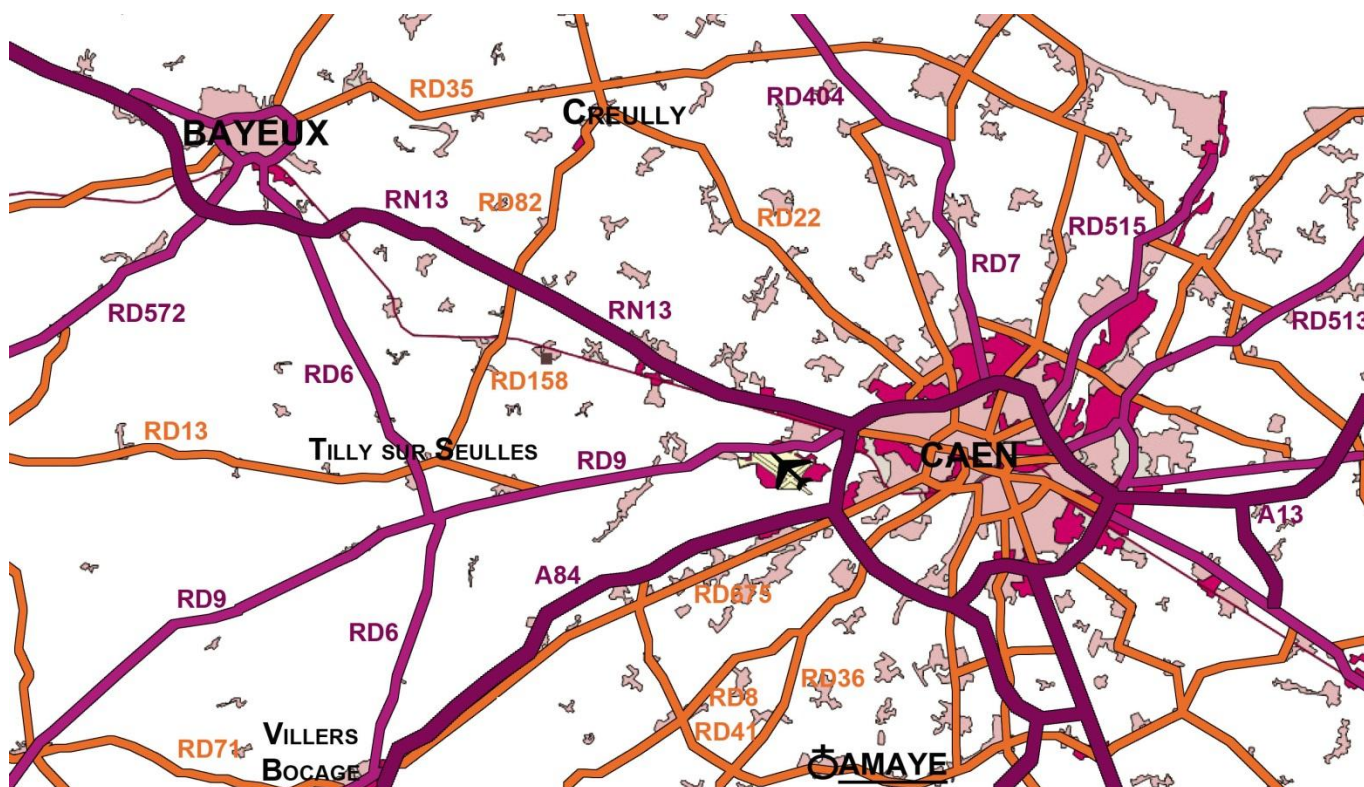 RD35
RD404
CREULLY
BAYEUX
RN13
RD82
RD22
RD515
RD7
RD572
RN13
RD513
RD6
RD158
RD13
TILLY SUR SEULLES
RD9
CAEN
A13
A84
RD675
RD9
RD6
RD36
RD8
RD41
RD71
VILLERS
BOCAGE
AMAYE